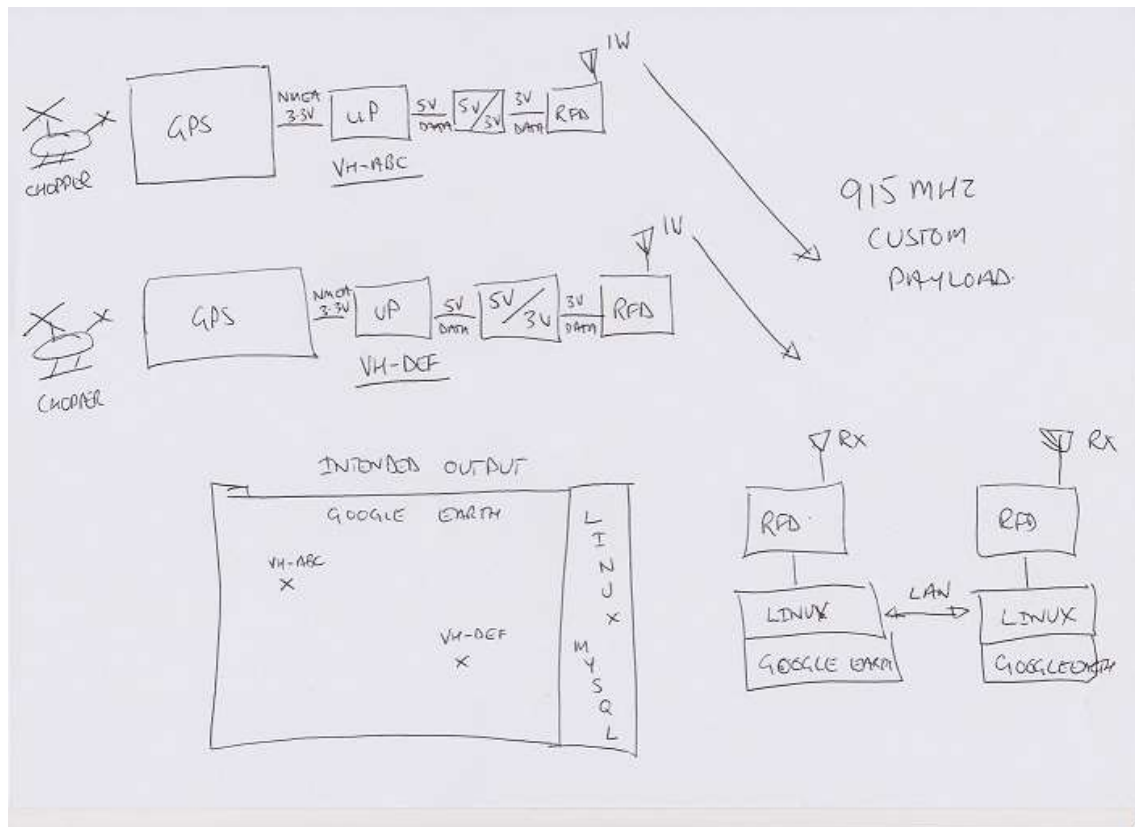 1W
GPS
NMEA
3.3V
UP
5V
DATA
5V/3V
3V
DATA
RFD
CHOPPER
VH-ABC
915 MHZ
CUSTOM
PAYLOAD.
1W
GPS
NMEA
3.3V
UP
5V
DATA
5V/3V
3V
DATA
RFD
CHOPPER
VH-DEF
INTENDED OUTPUT
GOOGLE EARTH
VH-ABC
X
VH-DEF
X
LINUX
MYSQL
RX
RFD
LINUX
GOOGLE EARTH
LAN
RX
RFD
LINUX
GOOGLE EARTH